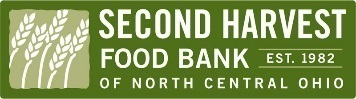 SECOND HARVEST
FOOD BANK EST. 1982
OF NORTH CENTRAL OHIO